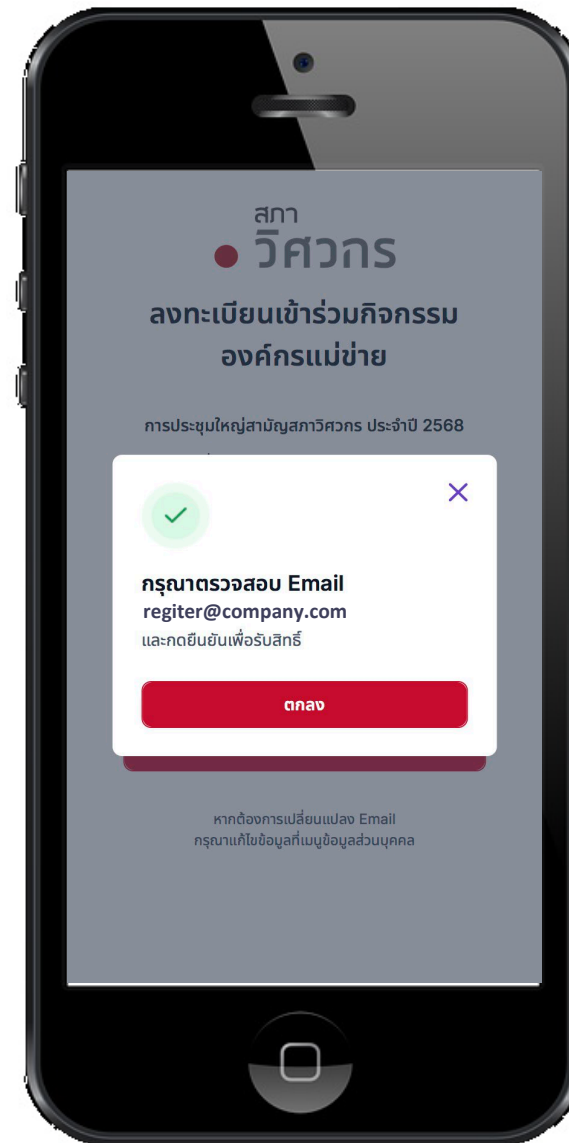 สภา
วิศวกร
ลงทะเบียนเข้าร่วมกิจกรรม
องค์กรแม่ข่าย
การประชุมใหญ่สามัญสภาวิศวกร ประจำปี 2568
กรุณาตรวจสอบ Email
regiter@company.com
และกดยืนยันเพื่อรับสิทธิ์
ตกลง
หากต้องการเปลี่ยนแปลง Email
กรุณาแก้ไขข้อมูลที่เมนูข้อมูลส่วนบุคคล